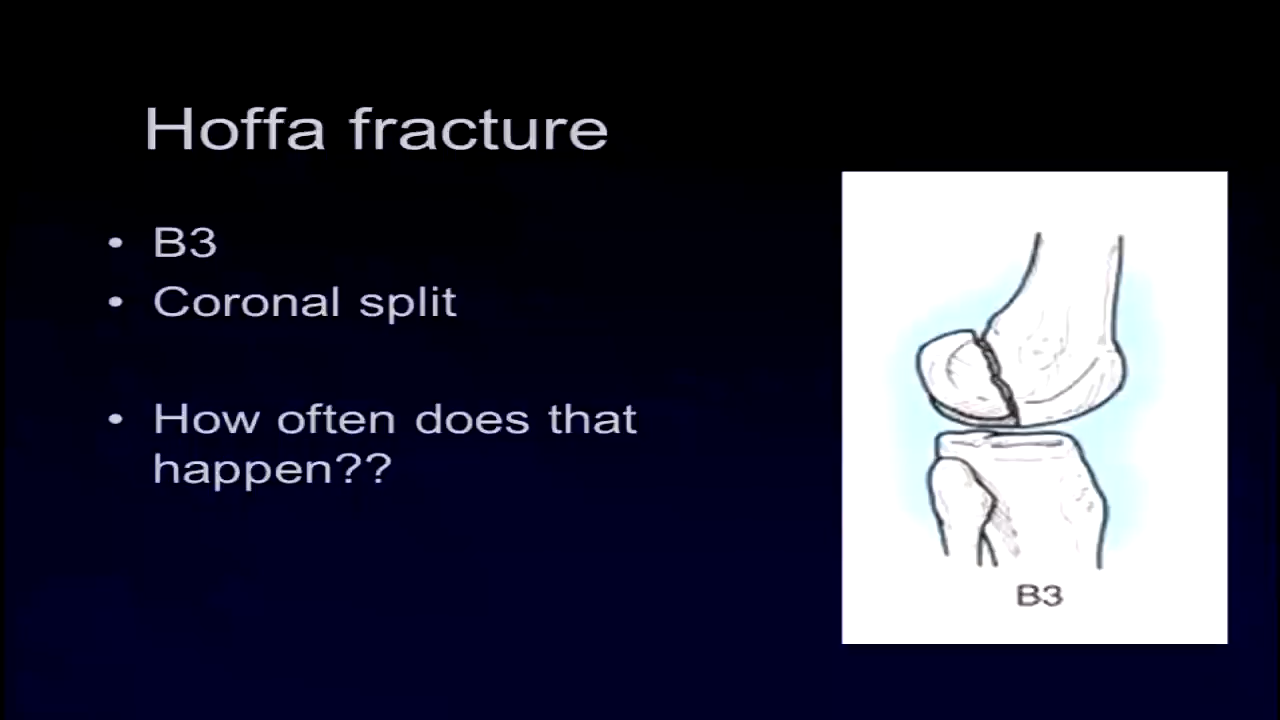 Hoffa fracture
• B3
• Coronal split
• How often does that
happen??
B3